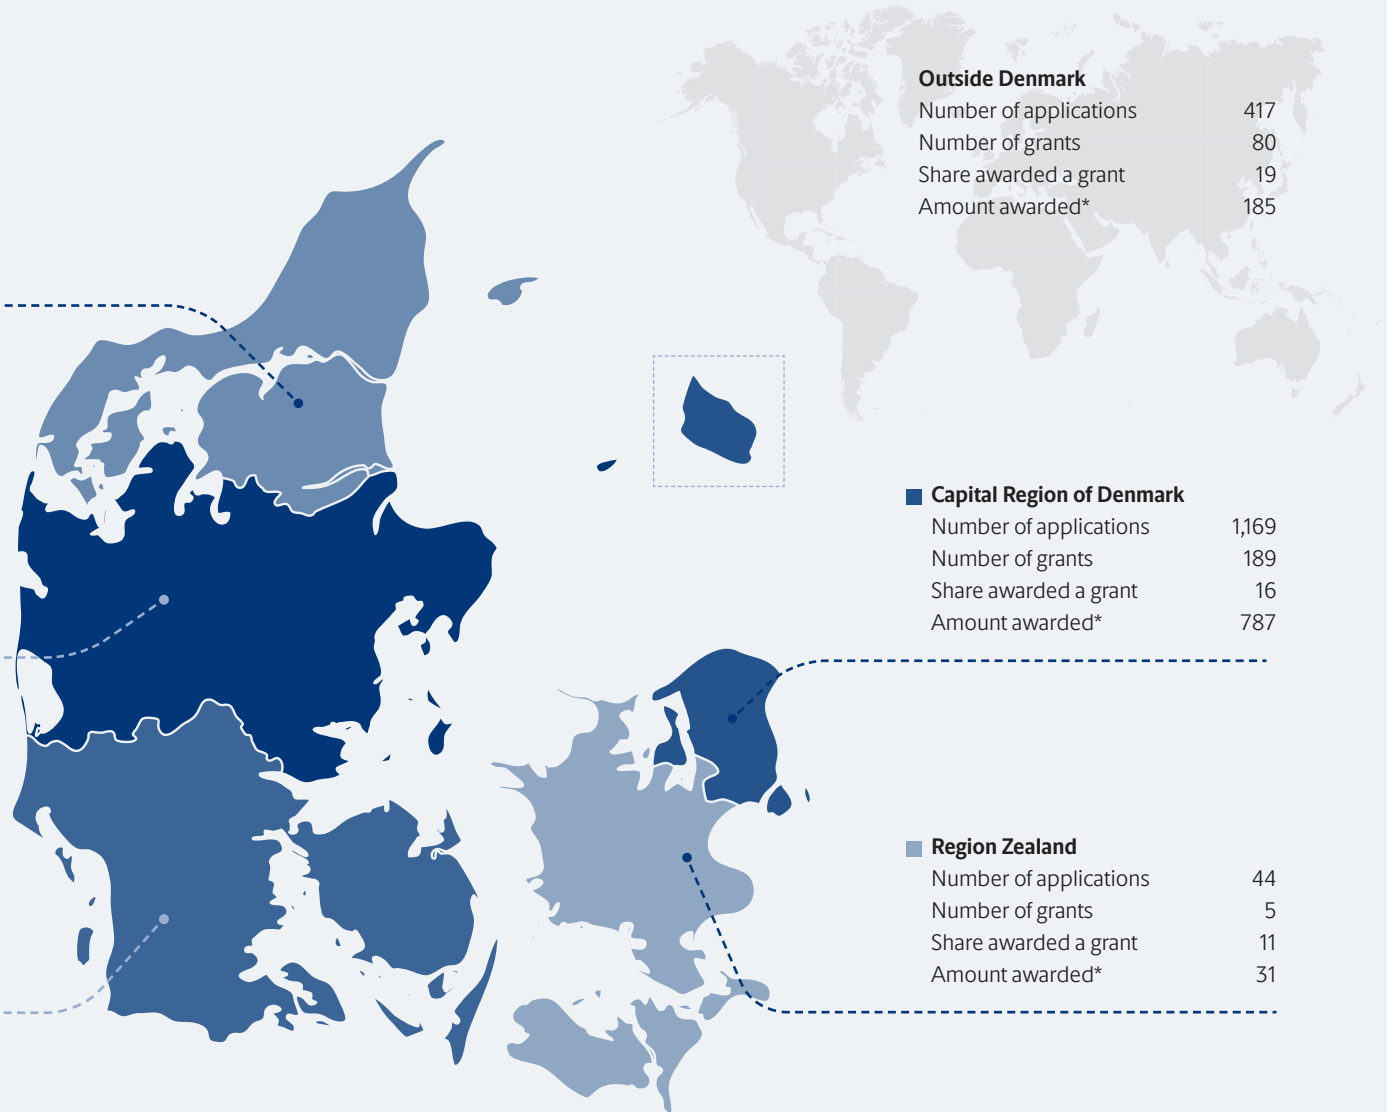 Outside Denmark
Number of applications 417
Number of grants 80
Share awarded a grant 19
Amount awarded* 185
Capital Region of Denmark
Number of applications 1,169
Number of grants 189
Share awarded a grant 16
Amount awarded* 787
Region Zealand
Number of applications 44
Number of grants 5
Share awarded a grant 11
Amount awarded* 31